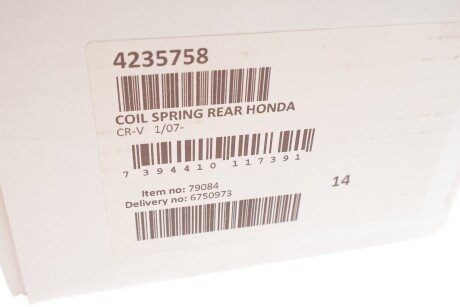 4235758
COIL SPRING REAR HONDA
CR-V 1/07-
7 394410 117391
Item no: 79084
Delivery no: 6750973
14